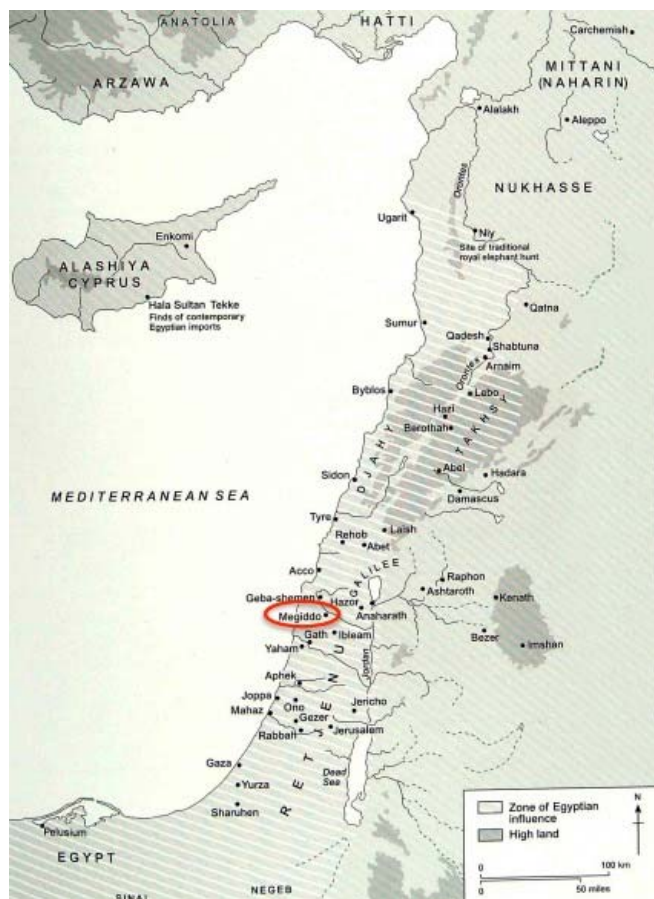 ANATOLIA
HATTI
Carchemish
ARZAWA
MITTANI
(NAHARIN)
Alalakh
Aleppo
Orontes
NUKHASSE
Ugarit
Niy
Site of traditional
royal elephant hunt
Enkomi
ALASHIYA
CYPRUS
Hala Sultan Tekke
Finds of contemporary
Egyptian imports
Qatna
Sumur
Qadesh
Shabtuna
Arnaim
Orontes
Byblos
Lebo
Hazi
Berothah
TAKHSY
DJAHY
Abel
Hadara
Sidon
Damascus
MEDITERRANEAN SEA
Tyre
Laish
Rehob
Abet
Acco
GALILEE
Raphon
Ashtaroth
Kenath
Geba-shemen
Hazor
Anaharath
Megiddo
Gath
Ibleam
Bezer
Imshan
Yaham
Jordan
Aphek
Joppa
Ono
Jericho
Mahaz
Gezer
Rabbah
Jerusalem
RETJENU
Gaza
Dead
Sea
Yurza
Sharuhen
Pelusium
EGYPT
SINAI
NEGEB
Zone of Egyptian
influence
High land
N
0 100 km
0 50 miles